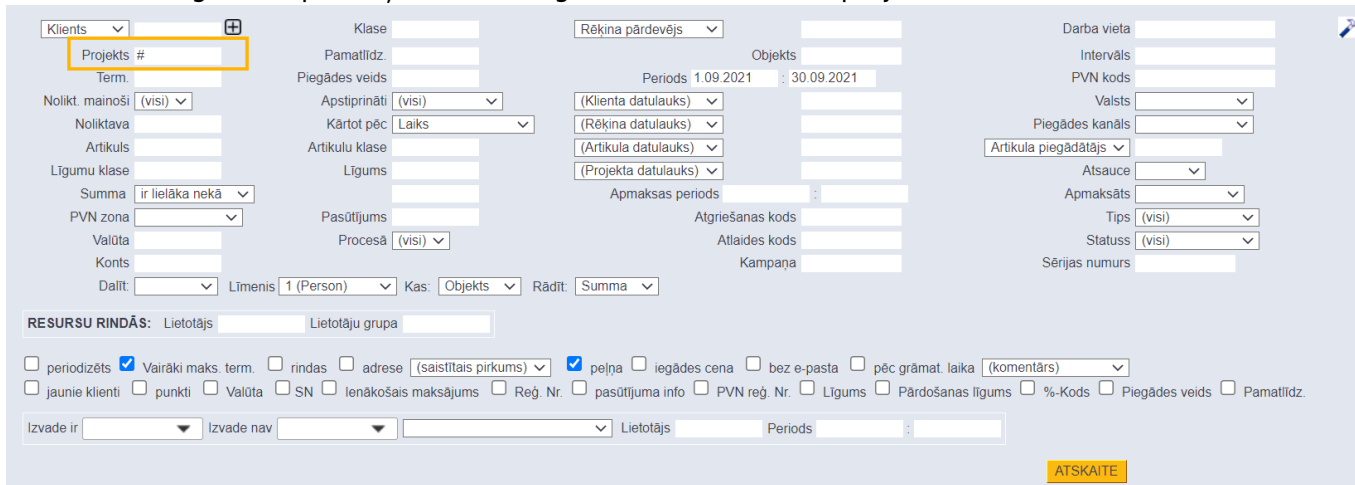 Klients Klase Rēķina pārdevējs Darba vieta
Projekts # Pamatlīdz. Objekts Intervāls
Term. Piegādes veids Periods 1.09.2021 : 30.09.2021 PVN kods
Nolikt. mainoši (visi) Apstiprināti (visi) (Klienta datulauks) Valsts
Noliktava Kārtot pēc Laiks (Rēķina datulauks) Piegādes kanāls
Artikuls Artikulu klase (Artikula datulauks) Artikula piegādātājs
Līgumu klase Līgums (Projekta datulauks) Atsauce
Summa ir lielāka nekā Apmaksas periods : Apmaksāts
PVN zona Pasūtījums Atgriešanas kods Tips (visi)
Valūta Procesā (visi) Atlaides kods Statuss (visi)
Konts Kampaņa Sērijas numurs
Dalīt: Līmenis 1 (Person) Kas: Objekts Rādīt: Summa
RESURSU RINDĀS: Lietotājs Lietotāju grupa
periodizēts Vairāki maks. term. rindas adrese (saistītais pirkums) peļņa iegādes cena bez e-pasta pēc grāmat. laika (komentārs)
jaunie klienti punkti Valūta SN Ienākošais maksājums Reģ. Nr. pasūtījuma info PVN reģ. Nr. Līgums Pārdošanas līgums %-Kods Piegādes veids Pamatlīdz.
Izvade ir Izvade nav Lietotājs Periods :
ATSKAITE